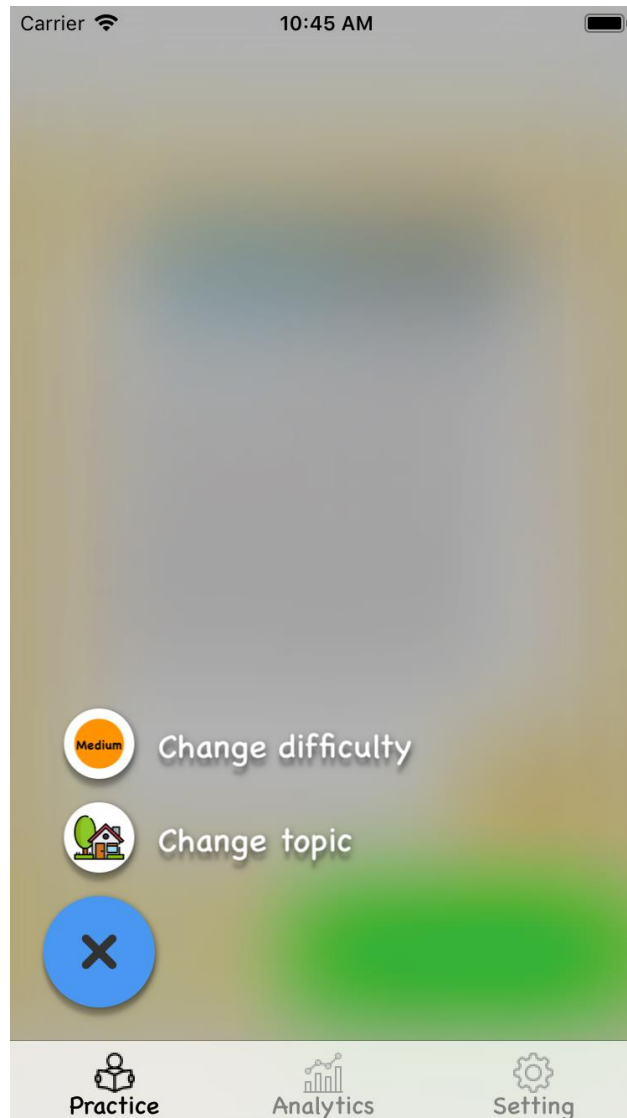 Carrier 10:45 AM
Medium Change difficulty
Change topic
Practice Analytics Setting